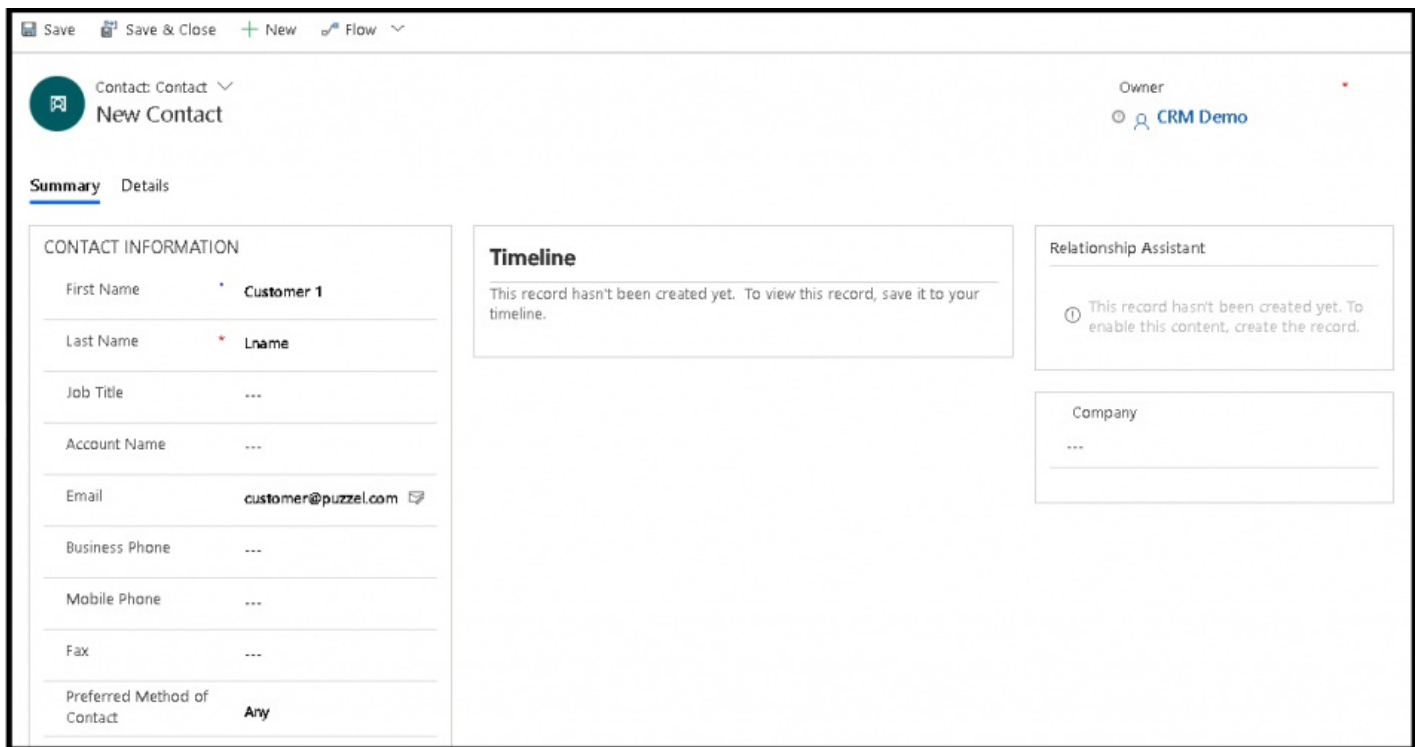 Save Save & Close New Flow
Contact: Contact
New Contact
Owner *
CRM Demo
Summary Details
CONTACT INFORMATION
First Name * Customer 1
Last Name * Lname
Job Title ---
Account Name ---
Email customer@puzzel.com
Business Phone ---
Mobile Phone ---
Fax ---
Preferred Method of
Contact Any
Timeline
This record hasn't been created yet. To view this record, save it to your
timeline.
Relationship Assistant
This record hasn't been created yet. To
enable this content, create the record.
Company
---